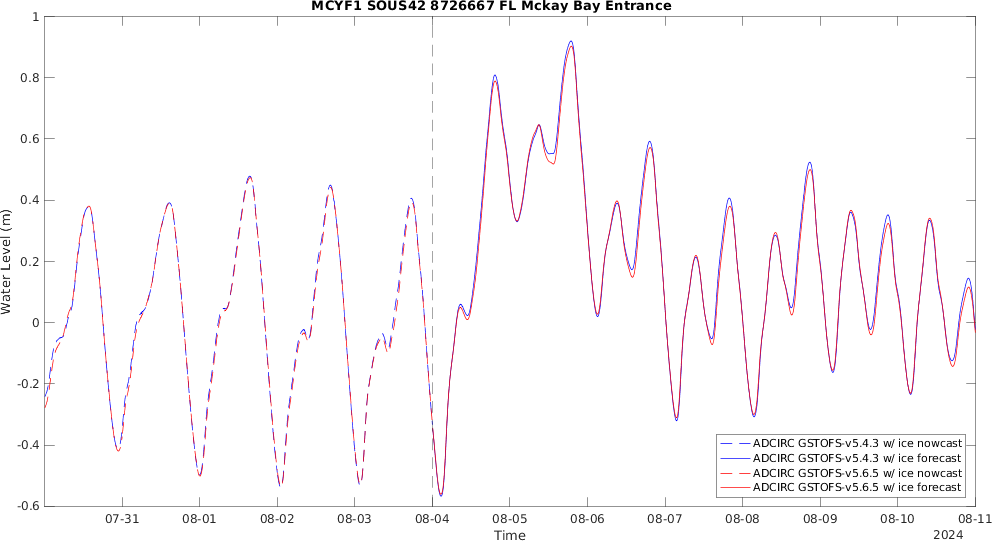 MCYF1 SOUS42 8726667 FL Mckay Bay Entrance
1
0.8
0.6
0.4
0.2
0
-0.2
-0.4
-0.6
Water Level (m)
ADCIRC GSTOFS-v5.4.3 w/ ice nowcast
ADCIRC GSTOFS-v5.4.3 w/ ice forecast
ADCIRC GSTOFS-v5.6.5 w/ ice nowcast
ADCIRC GSTOFS-v5.6.5 w/ ice forecast
07-31 08-01 08-02 08-03 08-04 08-05 08-06 08-07 08-08 08-09 08-10 08-11
Time
2024